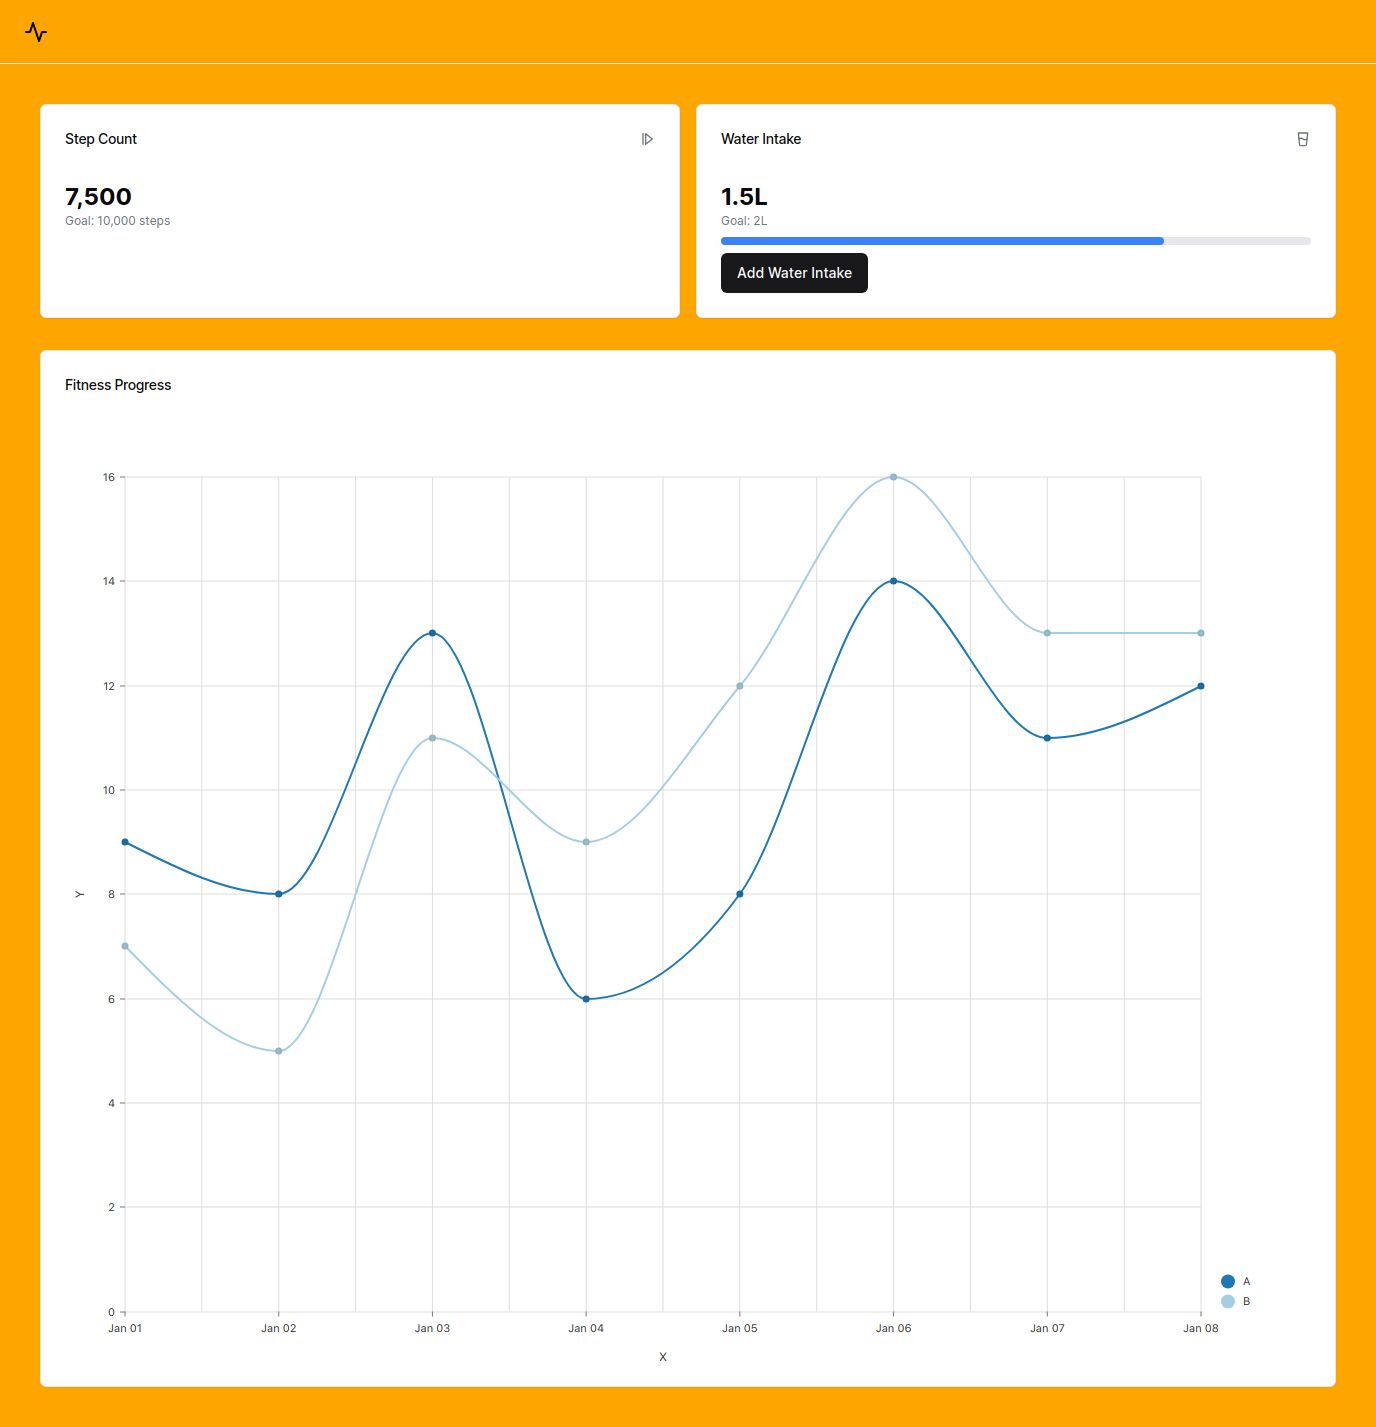 Step Count
7,500
Goal: 10,000 steps
Water Intake
1.5L
Goal: 2L
Add Water Intake
Fitness Progress
16
14
12
10
8
6
4
2
0
Y
Jan 01 Jan 02 Jan 03 Jan 04 Jan 05 Jan 06 Jan 07 Jan 08
X
A
B